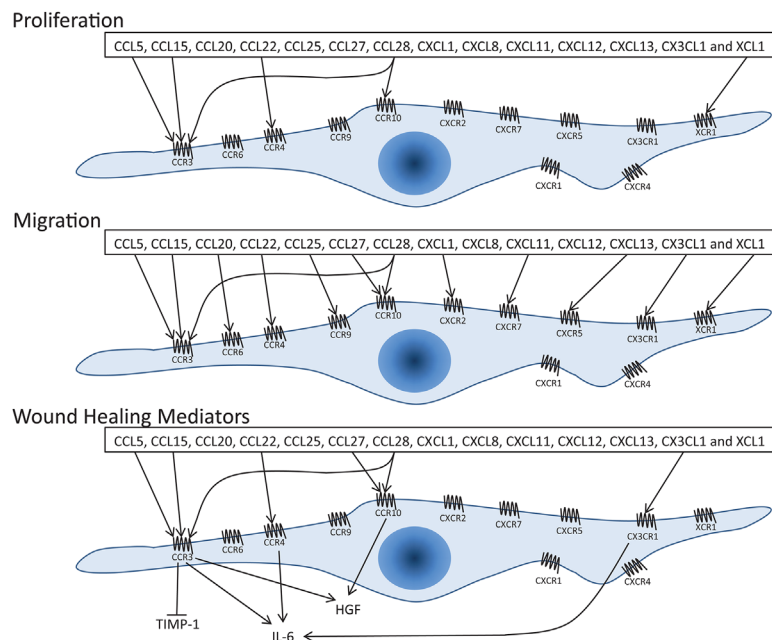 Proliferation
CCL5, CCL15, CCL20, CCL22, CCL25, CCL27, CCL28, CXCL1, CXCL8, CXCL11, CXCL12, CXCL13, CX3CL1 and XCL1
CCR3
CCR6
CCR4
CCR9
CCR10
CXCR2
CXCR7
CXCR5
CX3CR1
XCR1
CXCR1
CXCR4
Migration
CCL5, CCL15, CCL20, CCL22, CCL25, CCL27, CCL28, CXCL1, CXCL8, CXCL11, CXCL12, CXCL13, CX3CL1 and XCL1
CCR3
CCR6
CCR4
CCR9
CCR10
CXCR2
CXCR7
CXCR5
CX3CR1
XCR1
CXCR1
CXCR4
Wound Healing Mediators
CCL5, CCL15, CCL20, CCL22, CCL25, CCL27, CCL28, CXCL1, CXCL8, CXCL11, CXCL12, CXCL13, CX3CL1 and XCL1
CCR3
CCR6
CCR4
CCR9
CCR10
CXCR2
CXCR7
CXCR5
CX3CR1
XCR1
CXCR1
CXCR4
TIMP-1
HGF
IL-6